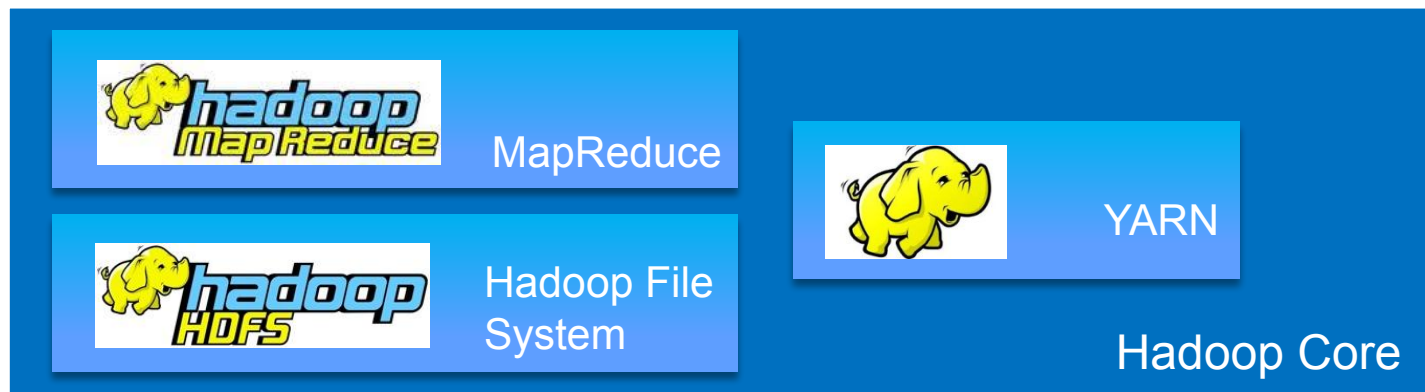 hadoop
Map Reduce
MapReduce
hadoop
HDFS
Hadoop File
System
YARN
Hadoop Core